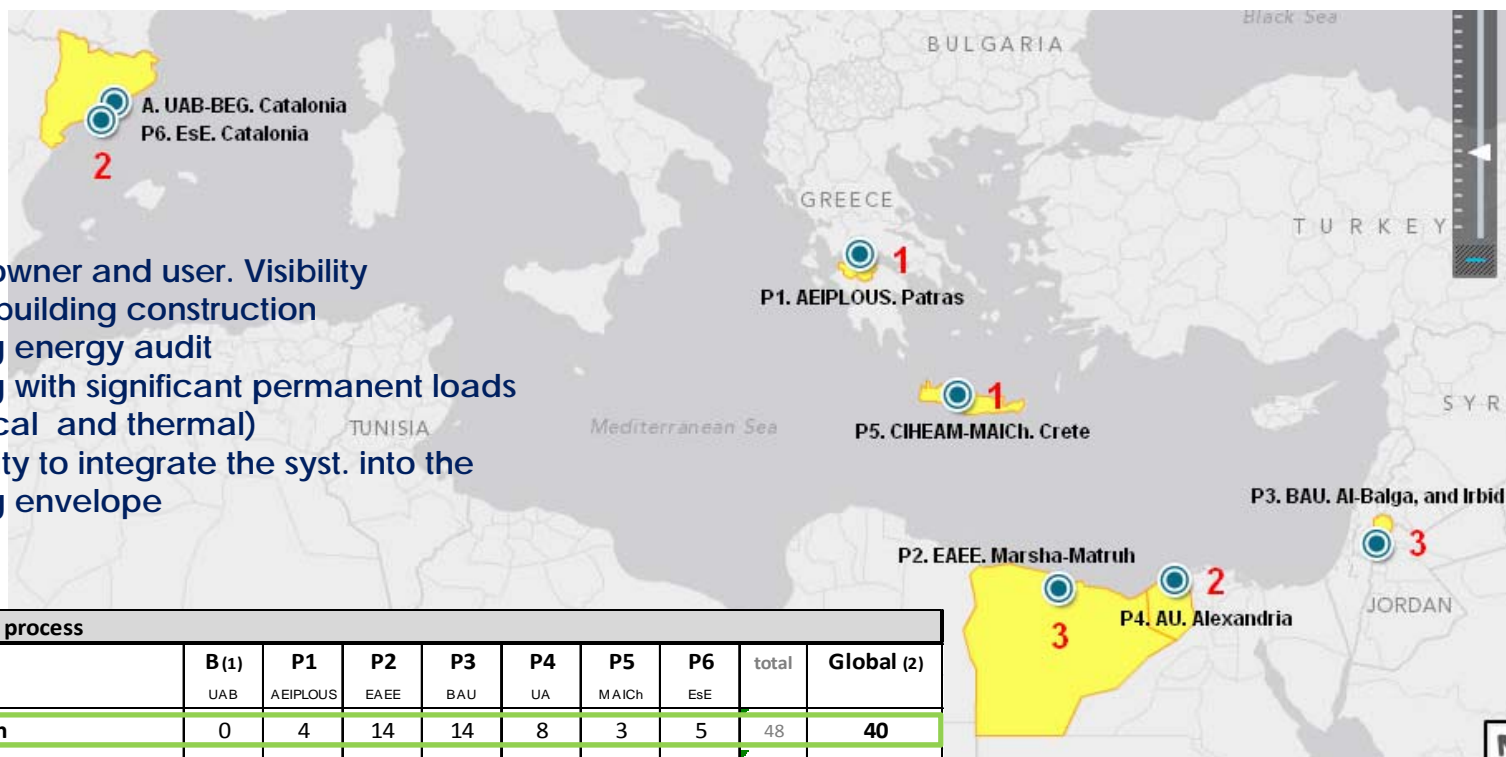 Black Sea
BULGARIA
A. UAB-BEG. Catalonia
P6. EsE. Catalonia
2
GREECE
TURKEY
1
P1. AEIPLOUS. Patras
owner and user. Visibility
building construction
energy audit
with significant permanent loads
and thermal)
to integrate the syst. into the
envelope
TUNISIA
Mediterranean Sea
1
P5. CIHEAM-MAICh. Crete
P3. BAU. Al-Balga, and Irbid
3
JORDAN
P2. EAEE. Marsha-Matruh
3
2
P4. AU. Alexandria
process
B (1) P1 P2 P3 P4 P5 P6 total Global (2)
UAB AEIPLOUS EAEE BAU UA MAICh EsE
0 4 14 14 8 3 5 48 40